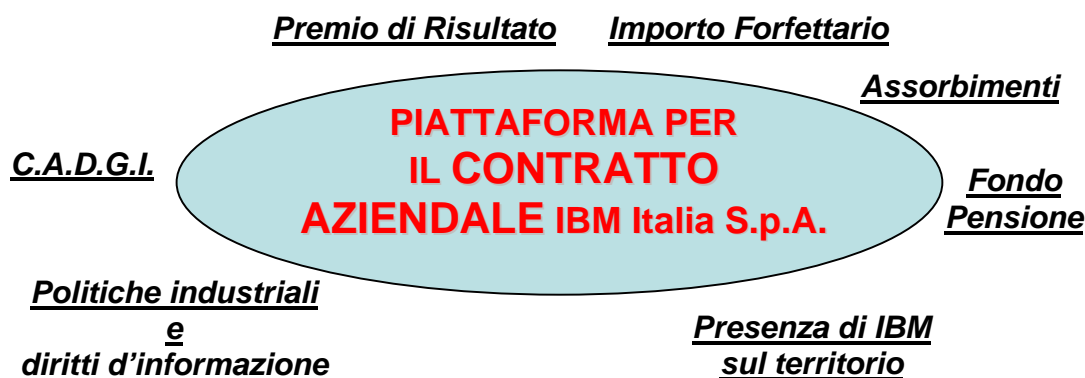 Premio di Risultato Importo Forfettario
Assorbimenti
PIATTAFORMA PER
IL CONTRATTO
AZIENDALE IBM Italia S.p.A.
C.A.D.G.I.
Fondo
Pensione
Politiche industriali
e
diritti d'informazione
Presenza di IBM
sul territorio